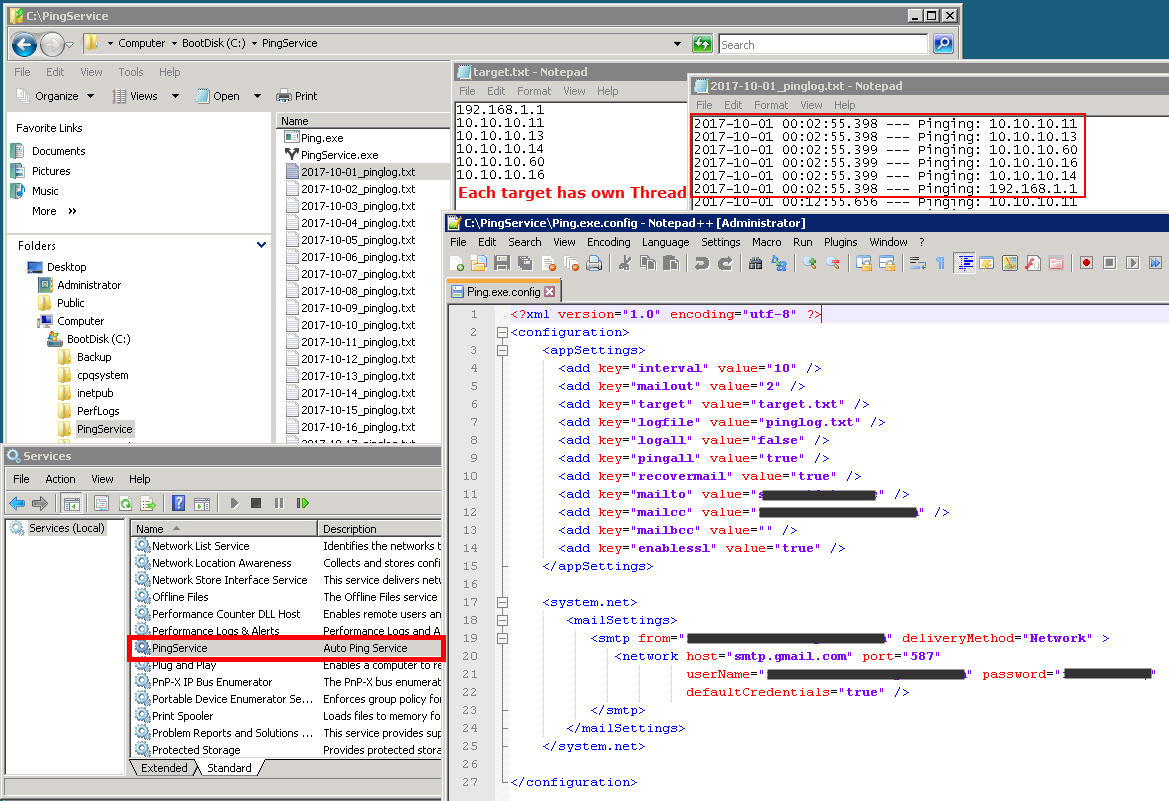 C:\PingService
Computer
BootDisk (C:)
PingService
Search
File Edit View Tools Help
Organize Views Open Print
Favorite Links
Documents
Pictures
Music
More »
Folders
Desktop
Administrator
Public
Computer
BootDisk (C:)
Backup
cpqsystem
inetpub
PerfLogs
PingService
Name
Ping.exe
PingService.exe
2017-10-01_pinglog.txt
2017-10-02_pinglog.txt
2017-10-03_pinglog.txt
2017-10-04_pinglog.txt
2017-10-05_pinglog.txt
2017-10-06_pinglog.txt
2017-10-07_pinglog.txt
2017-10-08_pinglog.txt
2017-10-09_pinglog.txt
2017-10-10_pinglog.txt
2017-10-11_pinglog.txt
2017-10-12_pinglog.txt
2017-10-13_pinglog.txt
2017-10-14_pinglog.txt
2017-10-15_pinglog.txt
2017-10-16_pinglog.txt
2017-10-17_pinglog.txt
target.txt - Notepad
File Edit Format View Help
192.168.1.1
10.10.10.11
10.10.10.13
10.10.10.14
10.10.10.60
10.10.10.16
Each target has own Thread
2017-10-01_pinglog.txt - Notepad
File Edit Format View Help
2017-10-01 00:02:55.398 --- Pinging: 10.10.10.11
2017-10-01 00:02:55.398 --- Pinging: 10.10.10.13
2017-10-01 00:02:55.399 --- Pinging: 10.10.10.60
2017-10-01 00:02:55.399 --- Pinging: 10.10.10.16
2017-10-01 00:02:55.399 --- Pinging: 10.10.10.14
2017-10-01 00:02:55.398 --- Pinging: 192.168.1.1
2017-10-01 00:12:55.656 --- Pinging: 10.10.10.11
C:\PingService\Ping.exe.config - Notepad++ [Administrator]
File Edit Search View Encoding Language Settings Macro Run Plugins Window ?
Ping.exe.config
1 <?xml version="1.0" encoding="utf-8" ?>
2 <configuration>
3 <appSettings>
4 <add key="interval" value="10" />
5 <add key="mailout" value="2" />
6 <add key="target" value="target.txt" />
7 <add key="logfile" value="pinglog.txt" />
8 <add key="logall" value="false" />
9 <add key="pingall" value="true" />
10 <add key="recovermail" value="true" />
11 <add key="mailto" value=" " />
12 <add key="mailcc" value=" " />
13 <add key="mailbcc" value="" />
14 <add key="enablessl" value="true" />
15 </appSettings>
16
17 <system.net>
18 <mailSettings>
19 <smtp from=" " deliveryMethod="Network" >
20 <network host="smtp.gmail.com" port="587"
21 userName=" " password=" "
22 defaultCredentials="true" />
23 </smtp>
24 </mailSettings>
25 </system.net>
26
27 </configuration>
Services
File Action View Help
Services (Local)
Name Description
Network List Service Identifies the networks t
Network Location Awareness Collects and stores confi
Network Store Interface Service This service delivers netw
Offline Files The Offline Files service
Performance Counter DLL Host Enables remote users an
Performance Logs & Alerts Performance Logs and A
PingService Auto Ping Service
Plug and Play Enables a computer to re
PnP-X IP Bus Enumerator The PnP-X bus enumerat
Portable Device Enumerator Se... Enforces group policy for
Print Spooler Loads files to memory fo
Problem Reports and Solutions ... This service provides sup
Protected Storage Provides protected stora
Extended Standard